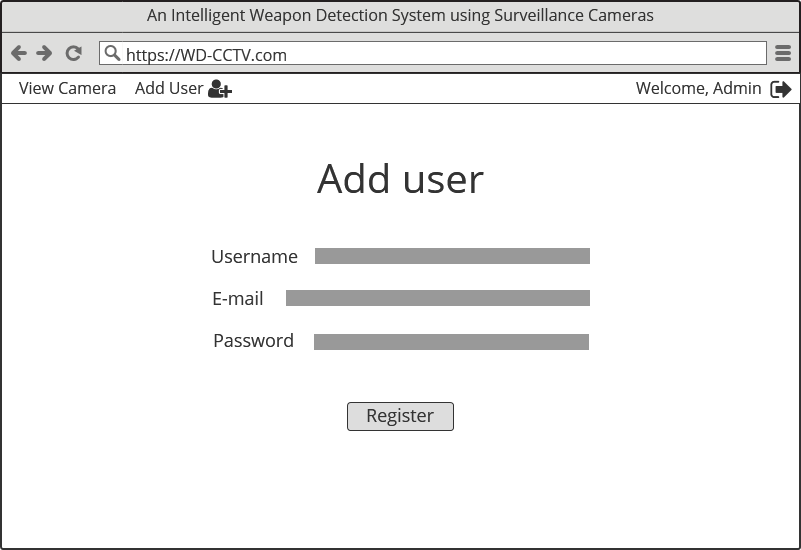 An Intelligent Weapon Detection System using Surveillance Cameras
https://WD-CCTV.com
View Camera Add User Welcome, Admin
Add user
Username
E-mail
Password
Register